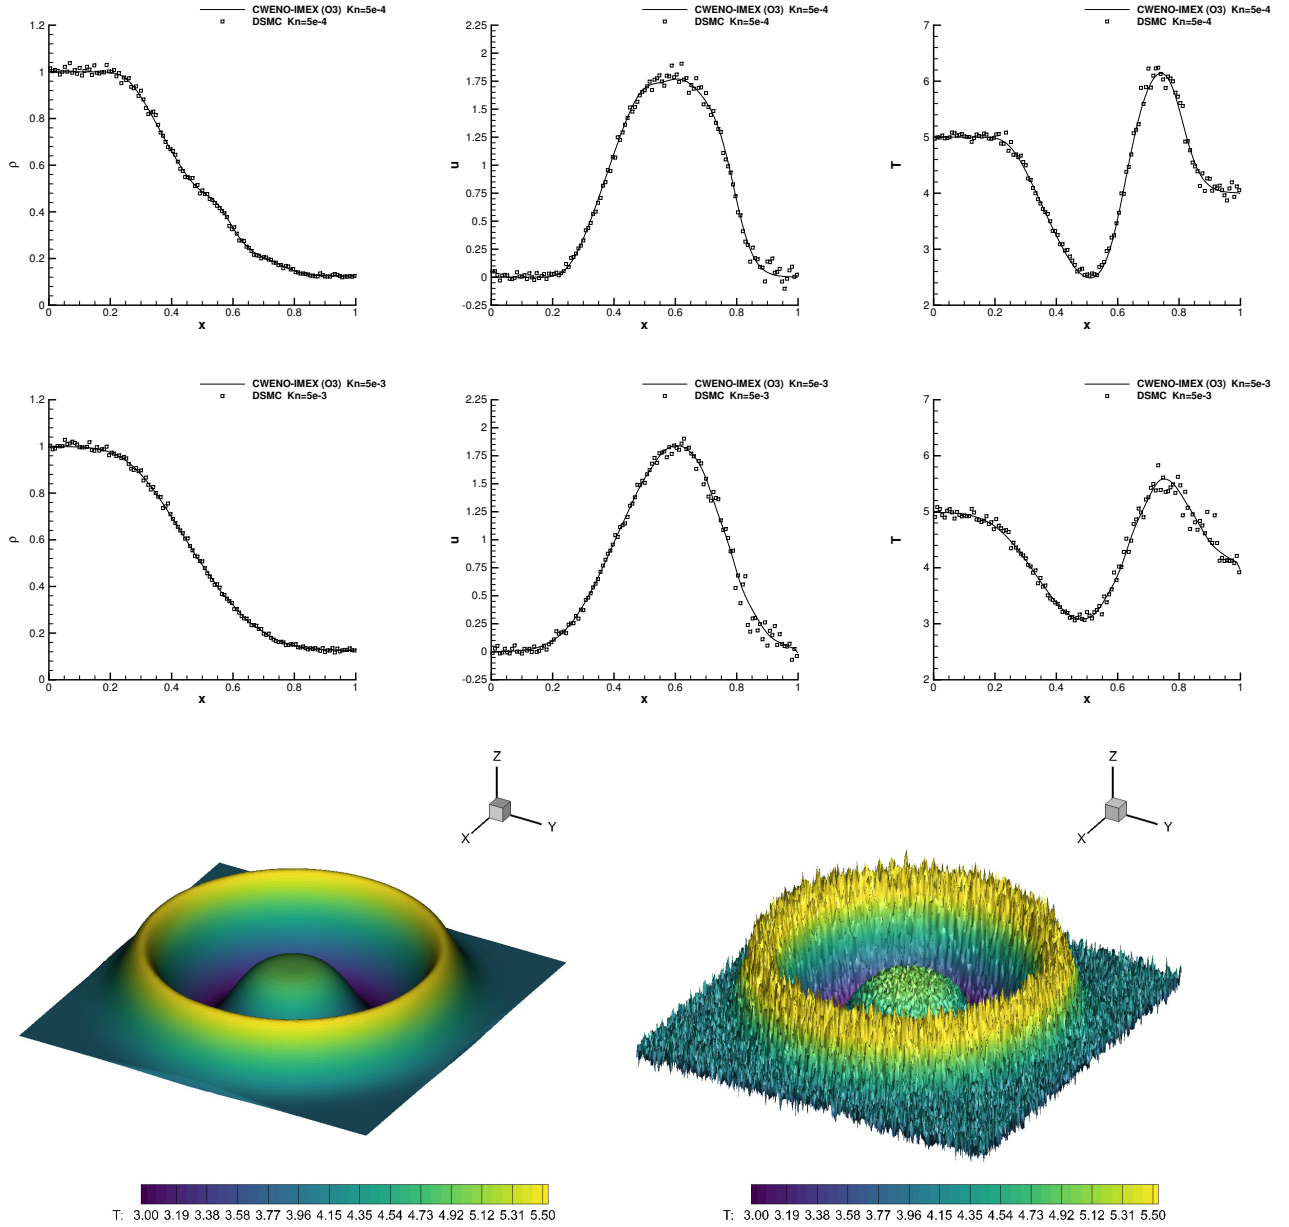 CWENO-IMEX (O3) Kn=5e-4
DSMC Kn=5e-4
1.2
1
0.8
0.6
0.4
0.2
0
ρ
0 0.2 0.4 0.6 0.8 1
x
CWENO-IMEX (O3) Kn=5e-4
DSMC Kn=5e-4
2.25
2
1.75
1.5
1.25
1
0.75
0.5
0.25
0
-0.25
u
0 0.2 0.4 0.6 0.8 1
x
CWENO-IMEX (O3) Kn=5e-4
DSMC Kn=5e-4
7
6
5
4
3
2
T
0 0.2 0.4 0.6 0.8 1
x
CWENO-IMEX (O3) Kn=5e-3
DSMC Kn=5e-3
1.2
1
0.8
0.6
0.4
0.2
0
ρ
0 0.2 0.4 0.6 0.8 1
x
CWENO-IMEX (O3) Kn=5e-3
DSMC Kn=5e-3
2.25
2
1.75
1.5
1.25
1
0.75
0.5
0.25
0
-0.25
u
0 0.2 0.4 0.6 0.8 1
x
CWENO-IMEX (O3) Kn=5e-3
DSMC Kn=5e-3
7
6
5
4
3
2
T
0 0.2 0.4 0.6 0.8 1
x
Z
X
Y
T: 3.00 3.19 3.38 3.58 3.77 3.96 4.15 4.35 4.54 4.73 4.92 5.12 5.31 5.50
Z
X
Y
T: 3.00 3.19 3.38 3.58 3.77 3.96 4.15 4.35 4.54 4.73 4.92 5.12 5.31 5.50